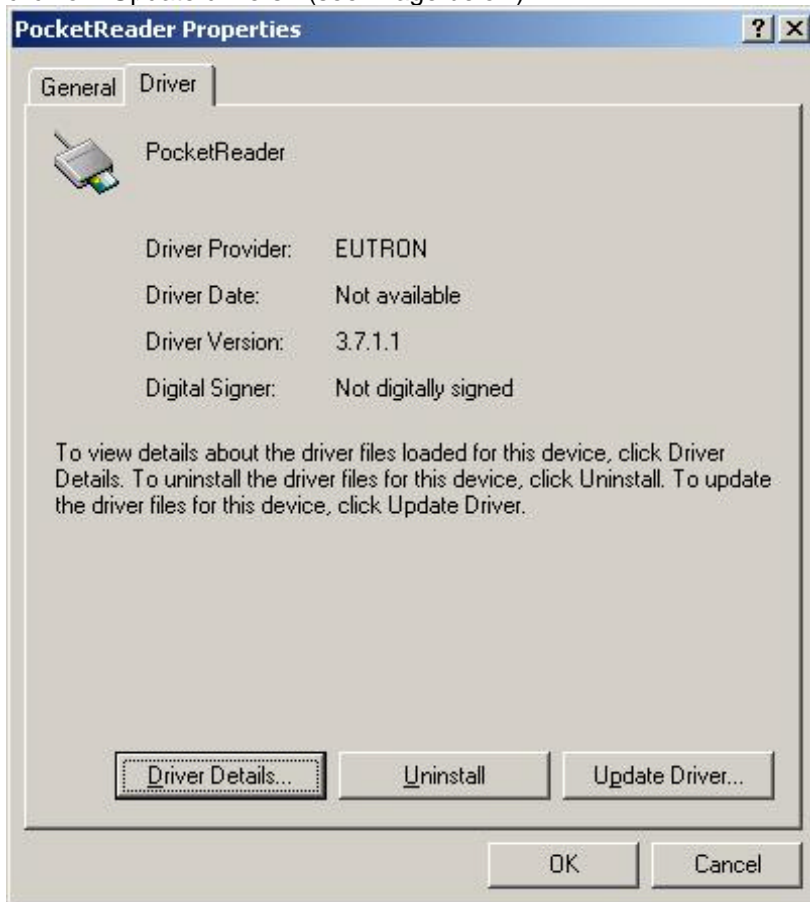 PocketReader Properties
General Driver
PocketReader
Driver Provider: EUTRON
Driver Date: Not available
Driver Version: 3.7.1.1
Digital Signer: Not digitally signed
To view details about the driver files loaded for this device, click Driver
Details. To uninstall the driver files for this device, click Uninstall. To update
the driver files for this device, click Update Driver.
Driver Details... Uninstall Update Driver...
OK Cancel